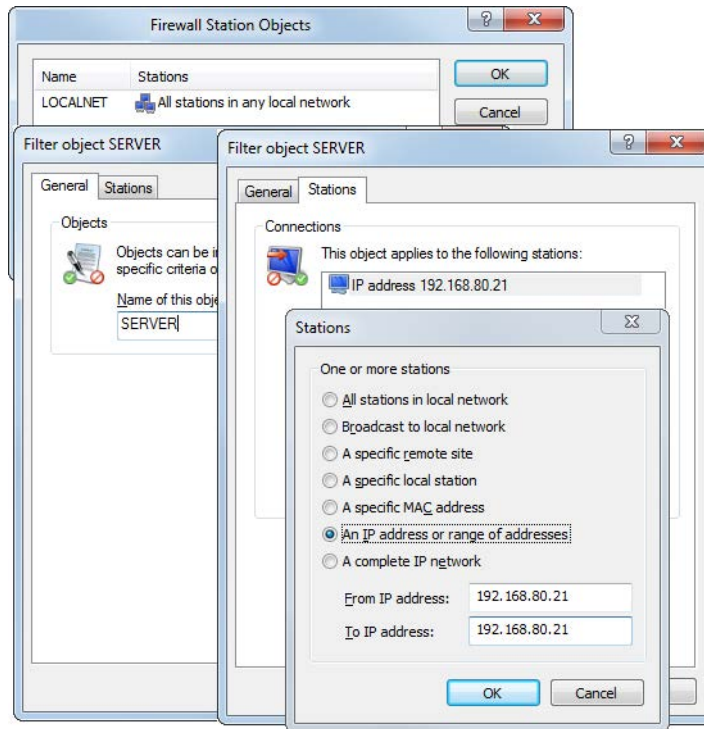 Firewall Station Objects
Name Stations
LOCALNET All stations in any local network
OK
Cancel
Filter object SERVER
General Stations
Objects
Objects can be
specific criteria
Name of this
SERVER
Filter object SERVER
General Stations
Connections
This object applies to the following stations:
IP address 192.168.80.21
Stations
One or more stations
All stations in local network
Broadcast to local network
A specific remote site
A specific local station
A specific MAC address
An IP address or range of addresses
A complete IP network
From IP address: 192.168.80.21
To IP address: 192.168.80.21
OK Cancel